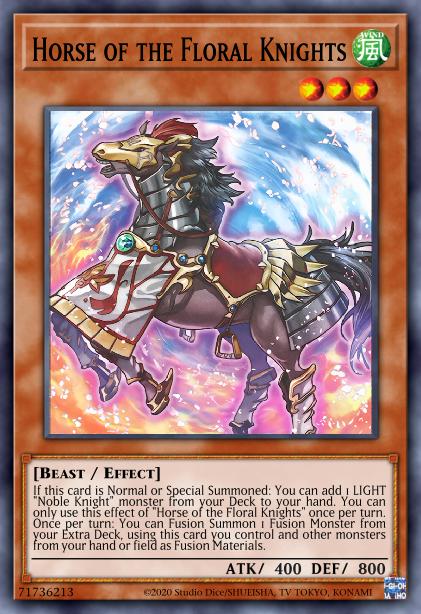 HORSE OF THE FLORAL KNIGHTS
WIND
風
[BEAST / EFFECT]
If this card is Normal or Special Summoned: You can add 1 LIGHT
"Noble Knight" monster from your Deck to your hand. You can
only use this effect of "Horse of the Floral Knights" once per turn.
Once per turn: You can Fusion Summon 1 Fusion Monster from
your Extra Deck, using this card you control and other monsters
from your hand or field as Fusion Materials.
ATK/ 400 DEF/ 800
71736213
©2020 Studio Dice/SHUEISHA, TV TOKYO, KONAMI